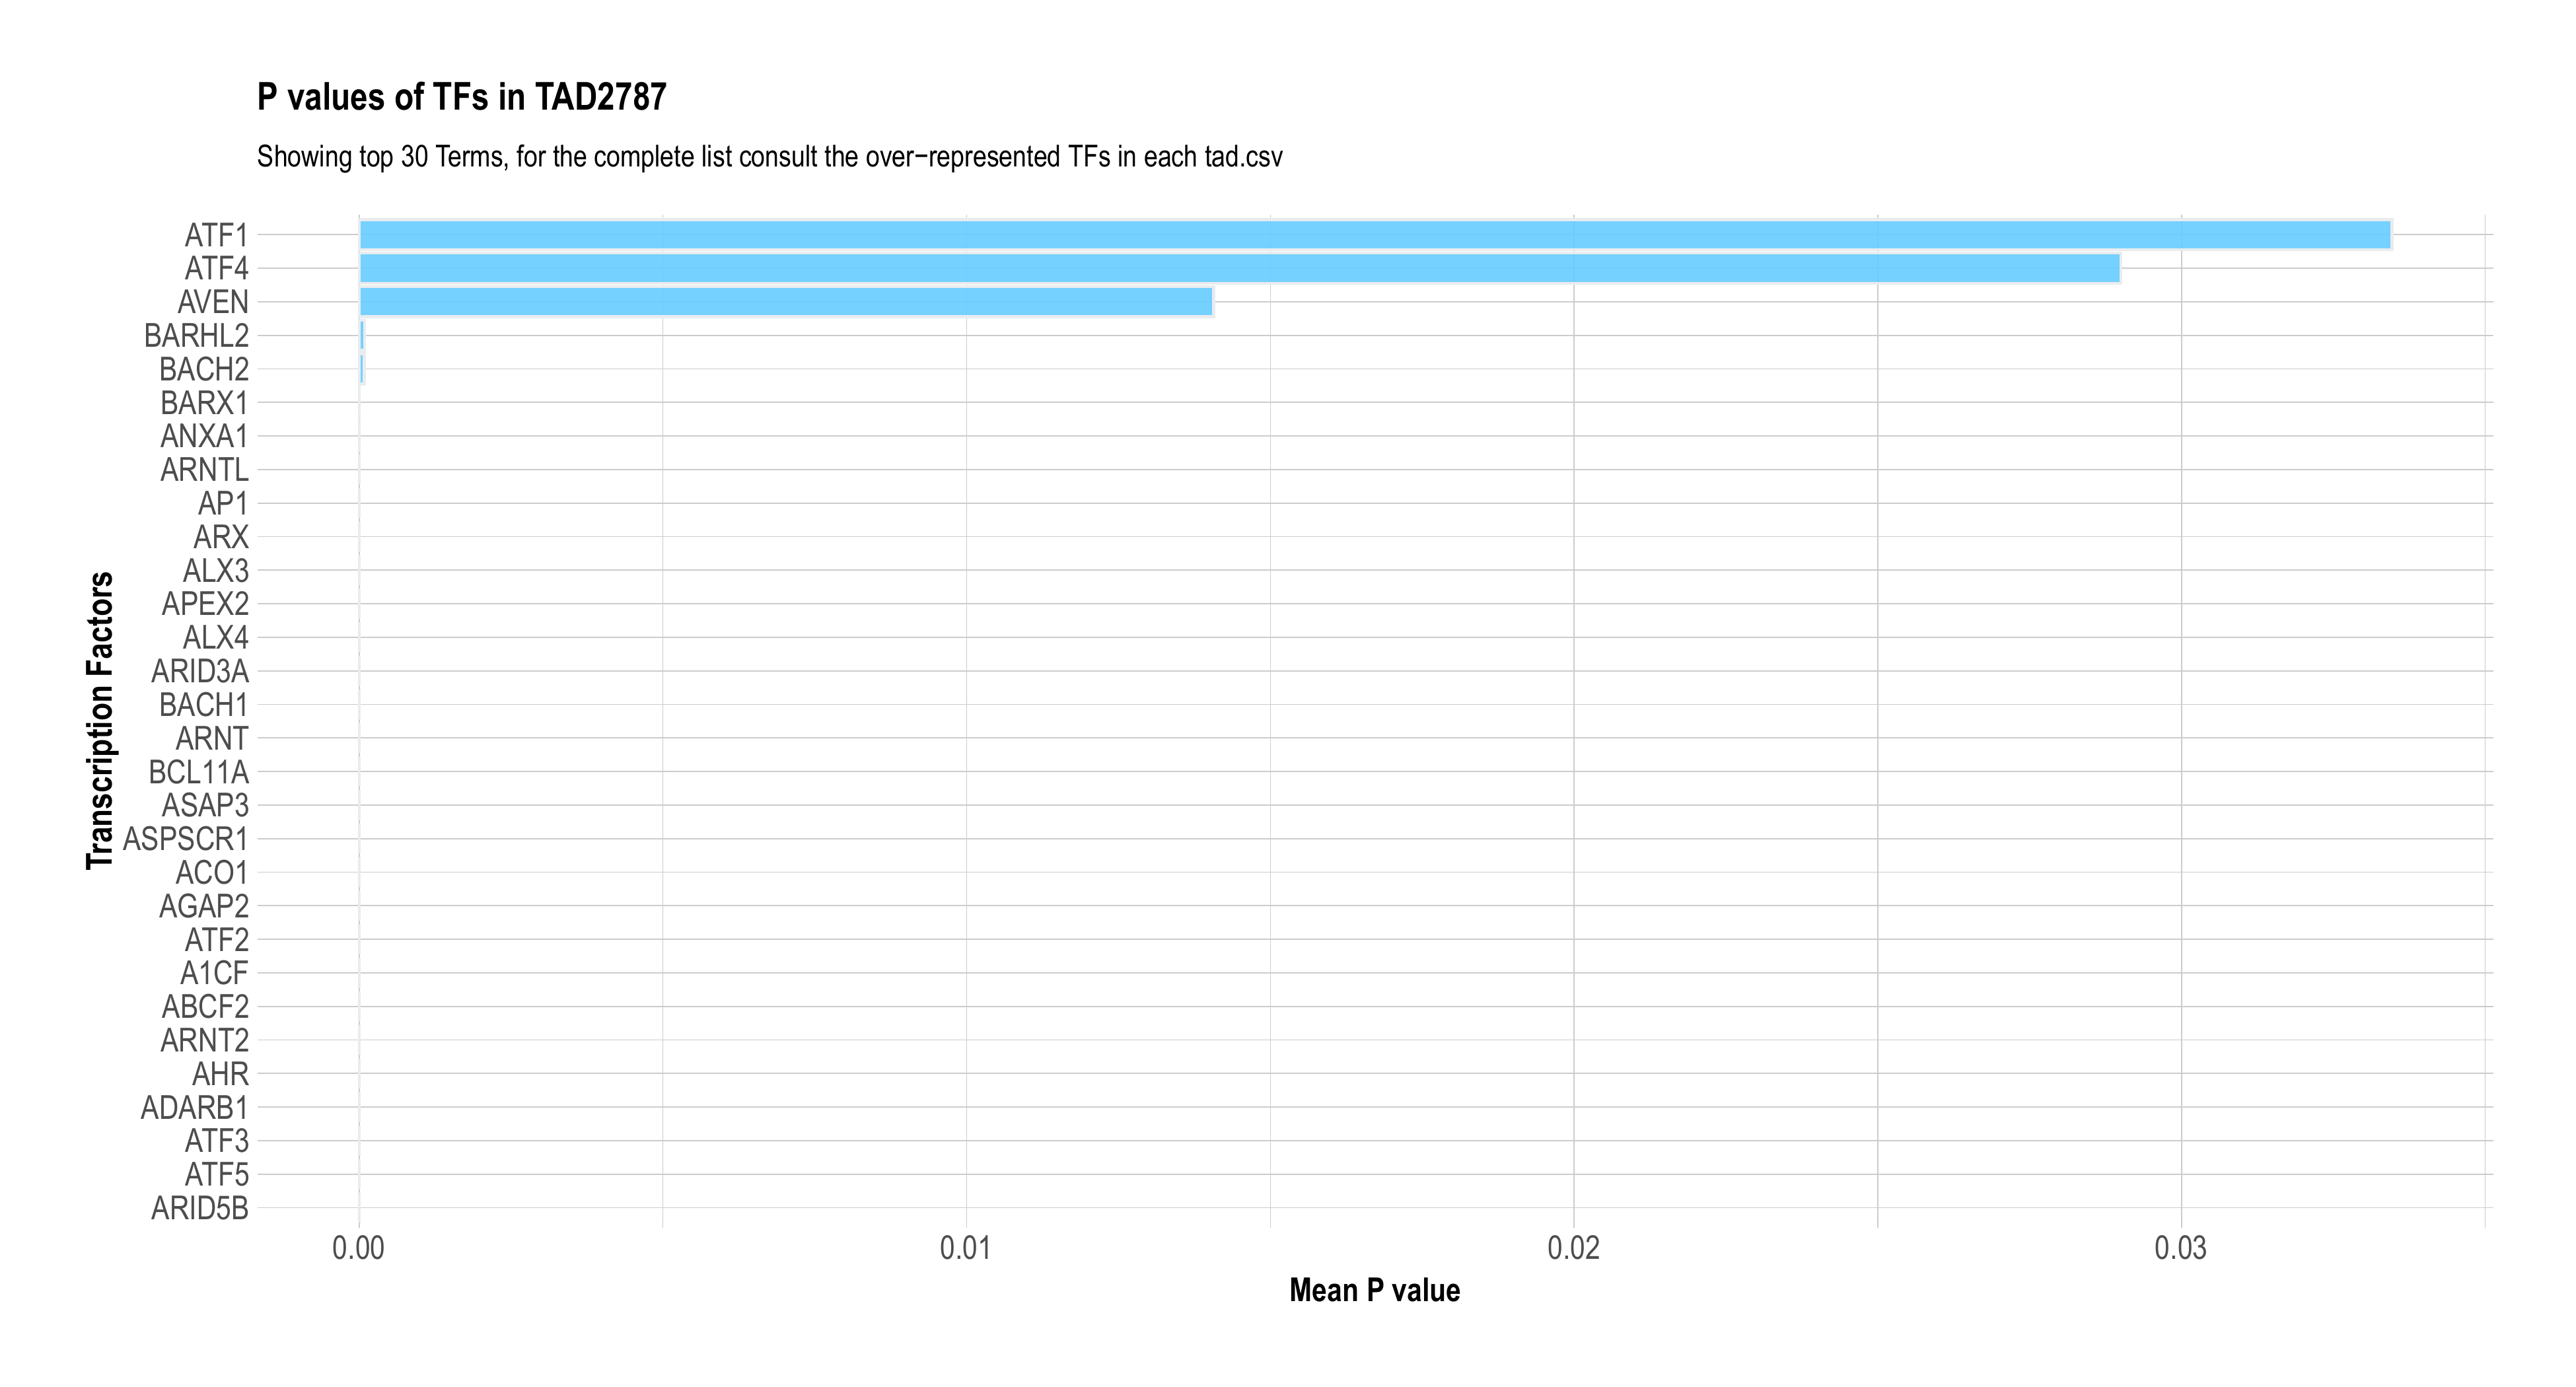 P values of TFs in TAD2787
Showing top 30 Terms, for the complete list consult the over−represented TFs in each tad.csv
Transcription Factors
ATF1
ATF4
AVEN
BARHL2
BACH2
BARX1
ANXA1
ARNTL
AP1
ARX
ALX3
APEX2
ALX4
ARID3A
BACH1
ARNT
BCL11A
ASAP3
ASPSCR1
ACO1
AGAP2
ATF2
A1CF
ABCF2
ARNT2
AHR
ADARB1
ATF3
ATF5
ARID5B
0.00 0.01 0.02 0.03
Mean P value